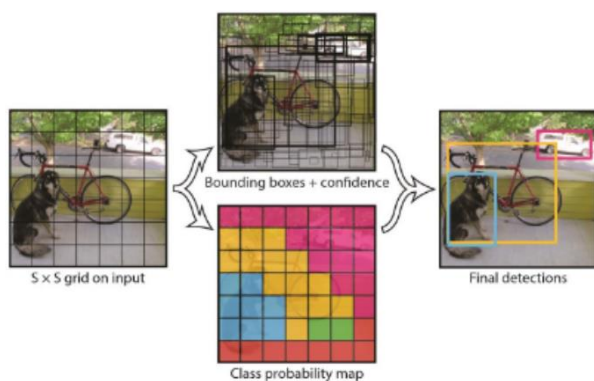 Bounding boxes + confidence
S × S grid on input
Final detections
Class probability map